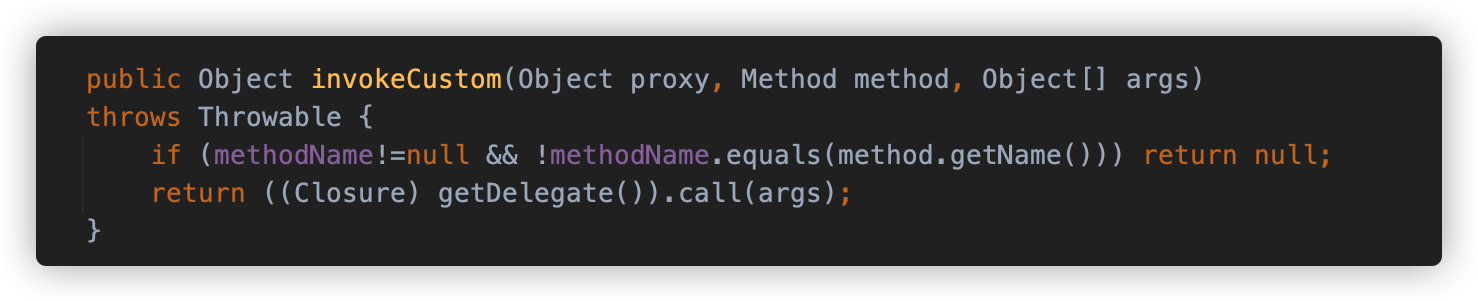 public Object invokeCustom(Object proxy, Method method, Object[] args)
throws Throwable {
    if (methodName!=null && !methodName.equals(method.getName())) return null;
    return ((Closure) getDelegate()).call(args);
}